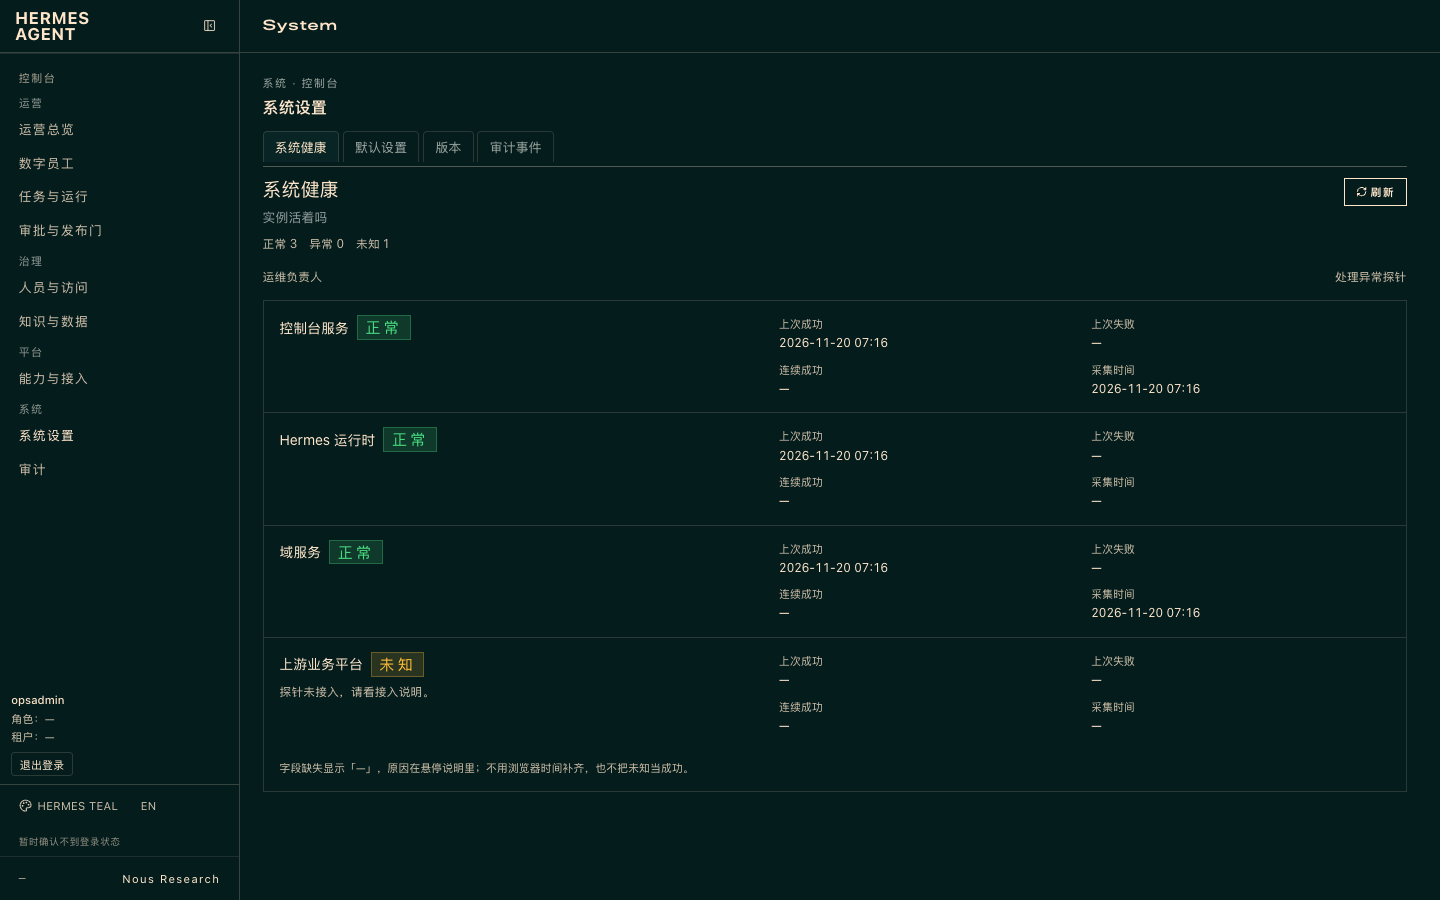 HERMES
AGENT
System
控制台
运营
运营总览
数字员工
任务与运行
审批与发布门
治理
人员与访问
知识与数据
平台
能力与接入
系统
系统设置
审计
opsadmin
角色：—
租户：—
退出登录
HERMES TEAL EN
暂时确认不到登录状态
— Nous Research
系统 · 控制台
系统设置
系统健康 默认设置 版本 审计事件
系统健康
刷新
实例活着吗
正常 3 异常 0 未知 1
运维负责人 处理异常探针
控制台服务 正常
上次成功 上次失败
2026-11-20 07:16 —
连续成功 采集时间
— 2026-11-20 07:16
Hermes 运行时 正常
上次成功 上次失败
2026-11-20 07:16 —
连续成功 采集时间
— —
域服务 正常
上次成功 上次失败
2026-11-20 07:16 —
连续成功 采集时间
— 2026-11-20 07:16
上游业务平台 未知
探针未接入，请看接入说明。
上次成功 上次失败
— —
连续成功 采集时间
— —
字段缺失显示「—」，原因在悬停说明里；不用浏览器时间补齐，也不把未知当成功。